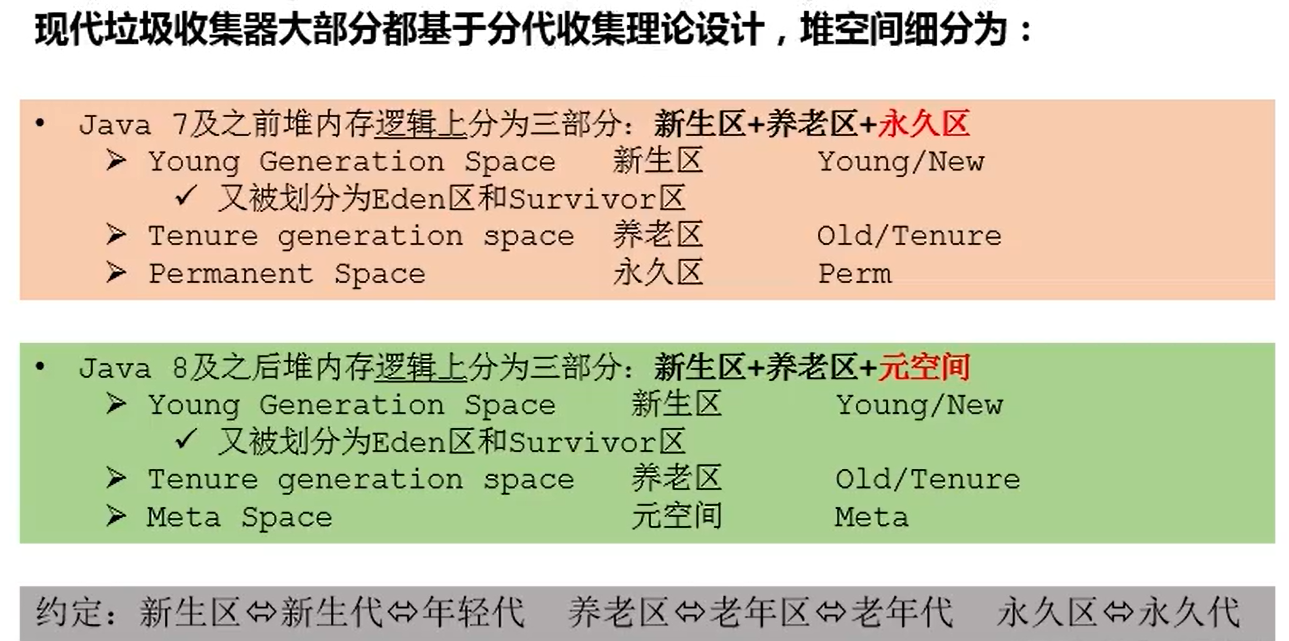 现代垃圾收集器大部分都基于分代收集理论设计，堆空间细分为：
• Java 7及之前堆内存逻辑上分为三部分：新生区+养老区+永久区
➢ Young Generation Space 新生区 Young/New
✓ 又被划分为Eden区和Survivor区
➢ Tenure generation space 养老区 Old/Tenure
➢ Permanent Space 永久区 Perm
• Java 8及之后堆内存逻辑上分为三部分：新生区+养老区+元空间
➢ Young Generation Space 新生区 Young/New
✓ 又被划分为Eden区和Survivor区
➢ Tenure generation space 养老区 Old/Tenure
➢ Meta Space 元空间 Meta
约定：新生区⇔新生代⇔年轻代 养老区⇔老年区⇔老年代 永久区⇔永久代